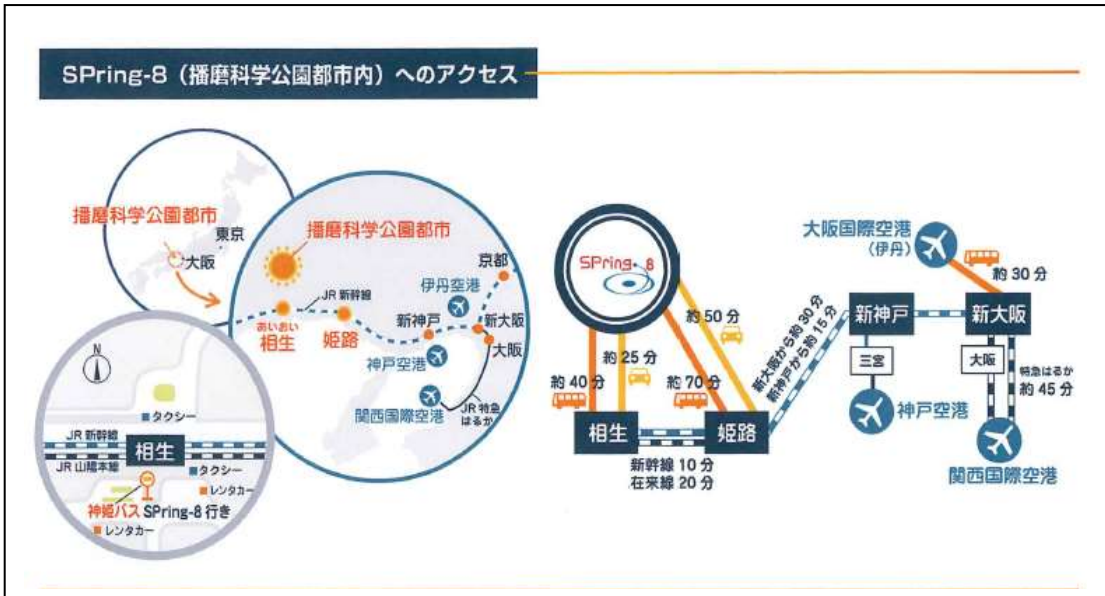 SPring-8（播磨科学公園都市内）へのアクセス
播磨科学公園都市
東京
大阪
播磨科学公園都市
京都
伊丹空港
JR 新幹線
あいおい
相生
姫路
新神戸
新大阪
大阪
神戸空港
関西国際空港
JR 特急
はるか
N
タクシー
JR 新幹線
相生
JR 山陽本線
タクシー
レンタカー
神姫バス SPring-8 行き
レンタカー
SPring-8
約 40 分
約 25 分
約 70 分
約 50 分
相生
姫路
新幹線 10 分
在来線 20 分
新大阪から約 30 分
新神戸から約 15 分
大阪国際空港
（伊丹）
約 30 分
新神戸
新大阪
三宮
大阪
特急はるか
約 45 分
神戸空港
関西国際空港